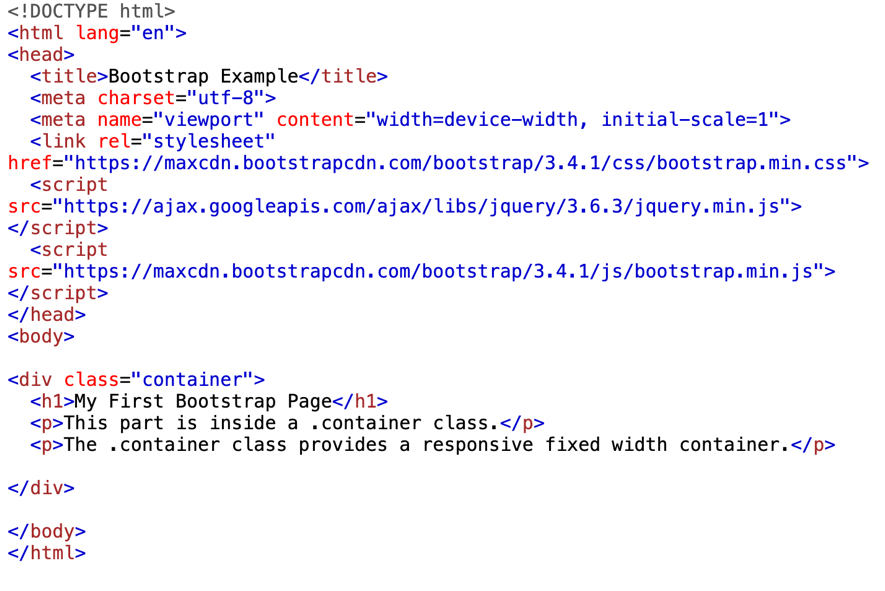 <!DOCTYPE html>
<html lang="en">
<head>
  <title>Bootstrap Example</title>
  <meta charset="utf-8">
  <meta name="viewport" content="width=device-width, initial-scale=1">
  <link rel="stylesheet"
href="https://maxcdn.bootstrapcdn.com/bootstrap/3.4.1/css/bootstrap.min.css">
  <script
src="https://ajax.googleapis.com/ajax/libs/jquery/3.6.3/jquery.min.js">
</script>
  <script
src="https://maxcdn.bootstrapcdn.com/bootstrap/3.4.1/js/bootstrap.min.js">
</script>
</head>
<body>

<div class="container">
  <h1>My First Bootstrap Page</h1>
  <p>This part is inside a .container class.</p>
  <p>The .container class provides a responsive fixed width container.</p>

</div>

</body>
</html>